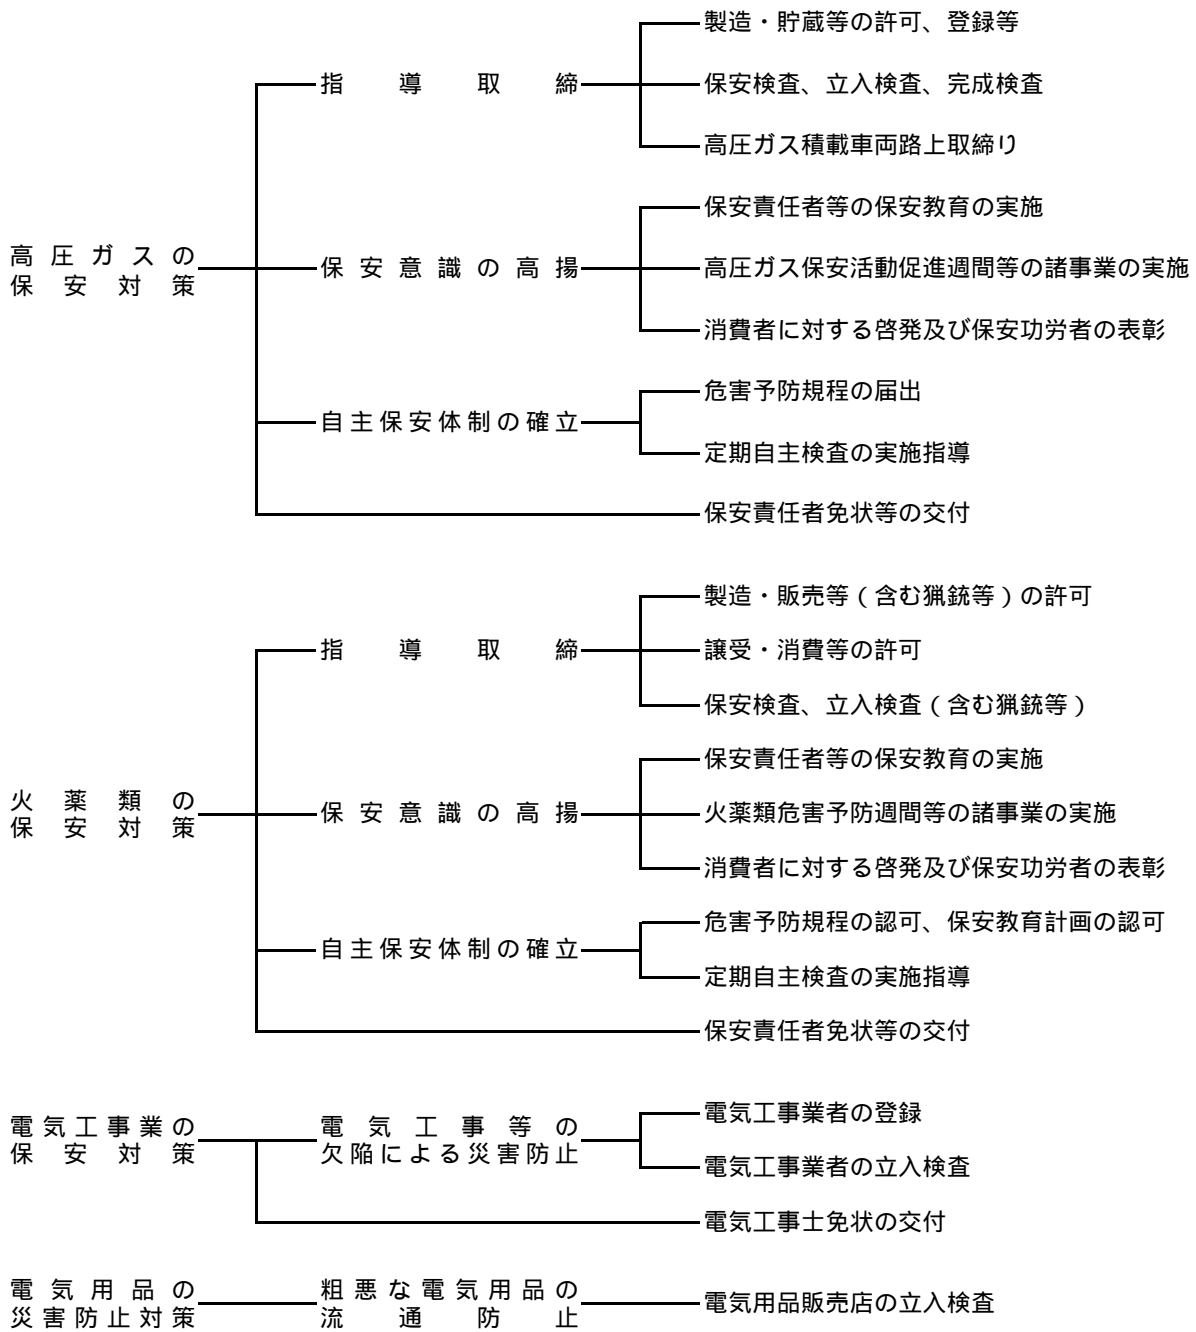 高圧ガスの
保安対策
指導取締
製造・貯蔵等の許可、登録等
保安検査、立入検査、完成検査
高圧ガス積載車両路上取締り
保安意識の高揚
保安責任者等の保安教育の実施
高圧ガス保安活動促進週間等の諸事業の実施
消費者に対する啓発及び保安功労者の表彰
自主保安体制の確立
危害予防規程の届出
定期自主検査の実施指導
保安責任者免状等の交付
火薬類の
保安対策
指導取締
製造・販売等(含む猟銃等)の許可
譲受・消費等の許可
保安検査、立入検査(含む猟銃等)
保安意識の高揚
保安責任者等の保安教育の実施
火薬類危害予防週間等の諸事業の実施
消費者に対する啓発及び保安功労者の表彰
自主保安体制の確立
危害予防規程の認可、保安教育計画の認可
定期自主検査の実施指導
保安責任者免状等の交付
電気工事業の
保安対策
電気工事等の
欠陥による災害防止
電気工事業者の登録
電気工事業者の立入検査
電気工事士免状の交付
電気用品の
災害防止対策
粗悪な電気用品の
流通防止
電気用品販売店の立入検査